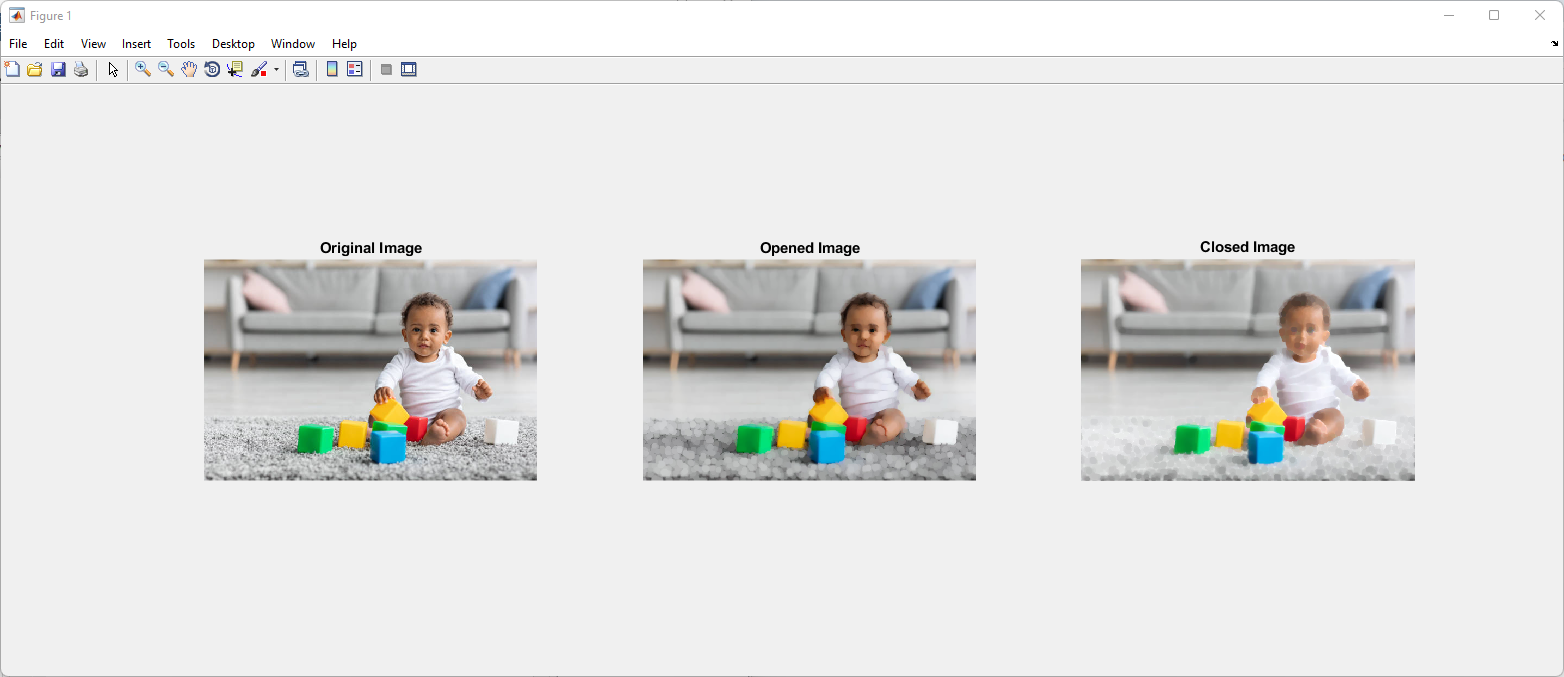 Figure 1
File Edit View Insert Tools Desktop Window Help
Original Image Opened Image Closed Image